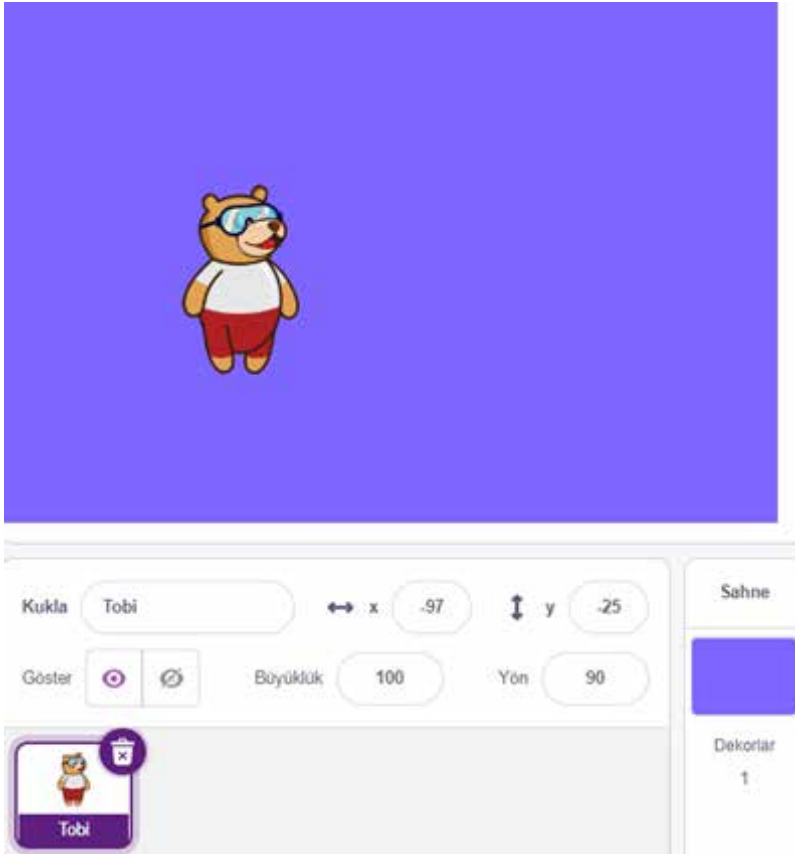 Kukla Tobi x -97 y -25
Göster Büyüklük 100 Yön 90
Tobi
Sahne
Dekorlar
1